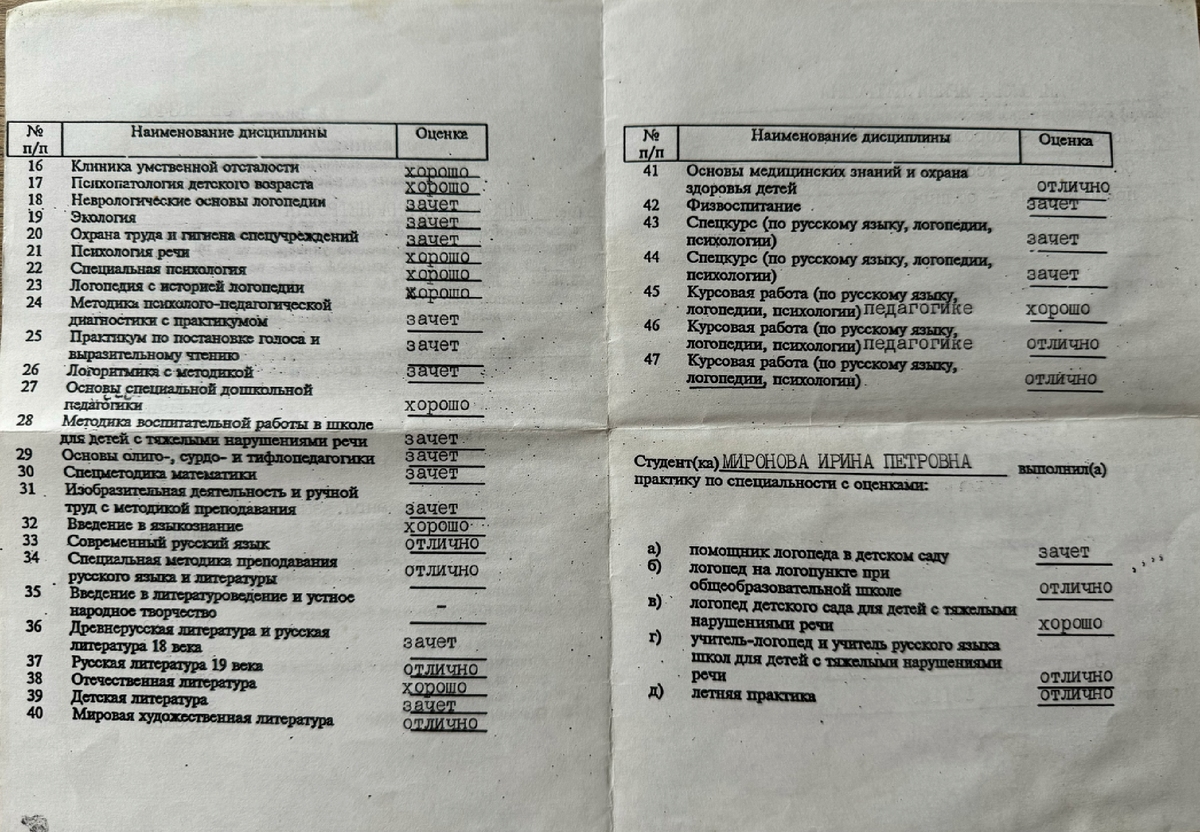 № п/п Наименование дисциплины Оценка
16 Клиника умственной отсталости хорошо
17 Психопатология детского возраста хорошо
18 Неврологические основы логопедии зачет
19 Экология зачет
20 Охрана труда и гигиена спецучреждений зачет
21 Психология речи хорошо
22 Специальная психология хорошо
23 Логопедия с историей логопедии хорошо
24 Методика психолого-педагогической
диагностики с практикумом зачет
25 Практикум по постановке голоса и
выразительному чтению зачет
26 Логоритмика с методикой зачет
27 Основы специальной дошкольной
педагогики хорошо
28 Методика воспитательной работы в школе
для детей с тяжелыми нарушениями речи зачет
29 Основы олиго-, сурдо- и тифлопедагогики зачет
30 Спецметодика математики зачет
31 Изобразительная деятельность и ручной
труд с методикой преподавания зачет
32 Введение в языкознание хорошо
33 Современный русский язык отлично
34 Специальная методика преподавания
русского языка и литературы отлично
35 Введение в литературоведение и устное
народное творчество -
36 Древнерусская литература и русская
литература 18 века зачет
37 Русская литература 19 века отлично
38 Отечественная литература хорошо
39 Детская литература зачет
40 Мировая художественная литература отлично
№ п/п Наименование дисциплины Оценка
41 Основы медицинских знаний и охрана
здоровья детей отлично
42 Физвоспитание зачет
43 Спецкурс (по русскому языку, логопедии,
психологии) зачет
44 Спецкурс (по русскому языку, логопедии,
психологии) зачет
45 Курсовая работа (по русскому языку,
логопедии, психологии) педагогике хорошо
46 Курсовая работа (по русскому языку,
логопедии, психологии) педагогике отлично
47 Курсовая работа (по русскому языку,
логопедии, психологии) отлично
Студент(ка) МИРОНОВА ИРИНА ПЕТРОВНА выполнил(а)
практику по специальности с оценками:
а) помощник логопеда в детском саду зачет
б) логопед на логопункте при
общеобразовательной школе отлично
в) логопед детского сада для детей с тяжелыми
нарушениями речи хорошо
г) учитель-логопед и учитель русского языка
школ для детей с тяжелыми нарушениями
речи отлично
д) летняя практика отлично